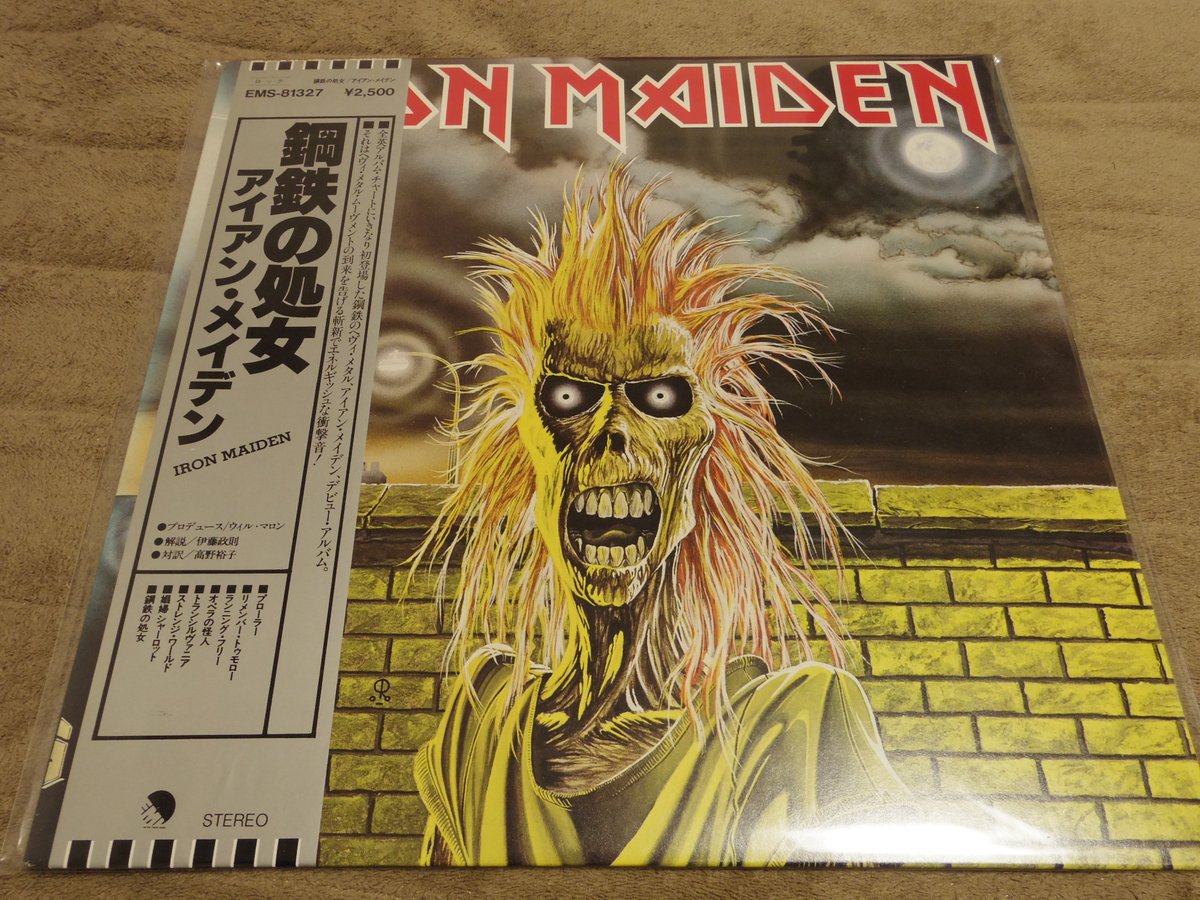 ロック
鋼鉄の処女/アイアン・メイデン
EMS-81327 ¥2,500
ON MAIDEN
■全英アルバム・チャートにいきなり初登場した鋼鉄のヘヴィ・メタル、アイアン・メイデン、デビュー・アルバム。
■それはヘヴィ・メタル・ムーヴメントの到来を告げる斬新でエネルギッシュな衝撃音!
鋼鉄の処女
アイアン・メイデン
IRON MAIDEN
●プロデュース/ウィル・マロン
●解説/伊藤政則
●対訳/高野裕子
■プローラー
■リメンバー・トゥモロー
■ランニング・フリー
■オペラの怪人
■トランシルヴァニア
■ストレンジ・ワールド
■娼婦シャーロット
■鋼鉄の処女
STEREO